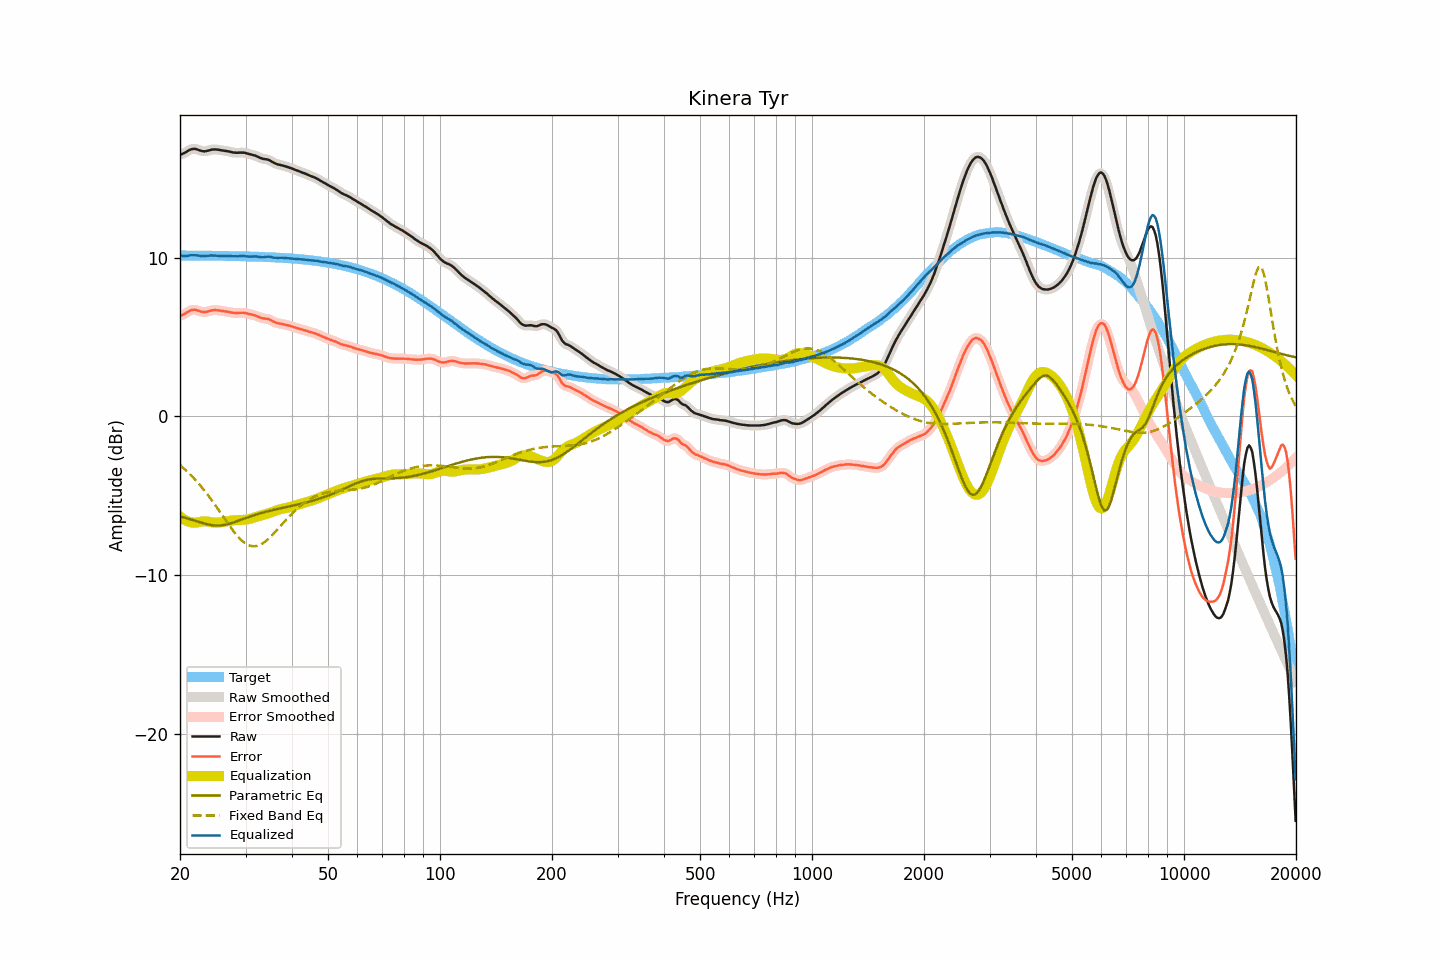 Kinera Tyr
Amplitude (dBr)
10
0
−10
−20
Target
Raw Smoothed
Error Smoothed
Raw
Error
Equalization
Parametric Eq
Fixed Band Eq
Equalized
20 50 100 200 500 1000 2000 5000 10000 20000
Frequency (Hz)